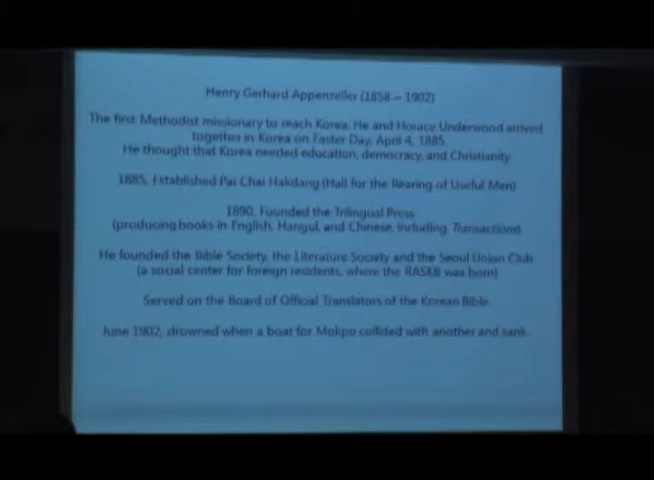 Henry Gerhard Appenzeller (1858 – 1902)
The first Methodist missionary to reach Korea. He and Horace Underwood arrived
together in Korea on Easter Day, April 4, 1885.
He thought that Korea needed education, democracy, and Christianity.
1885, Established Pai Chai Hakdang (Hall for the Rearing of Useful Men)
1890, Founded the Trilingual Press
(producing books in English, Hangul, and Chinese, including Transactions)
He founded the Bible Society, the Literature Society and the Seoul Union Club
(a social center for foreign residents, where the RASKB was born)
Served on the Board of Official Translators of the Korean Bible.
June 1902, drowned when a boat for Mokpo collided with another and sank.